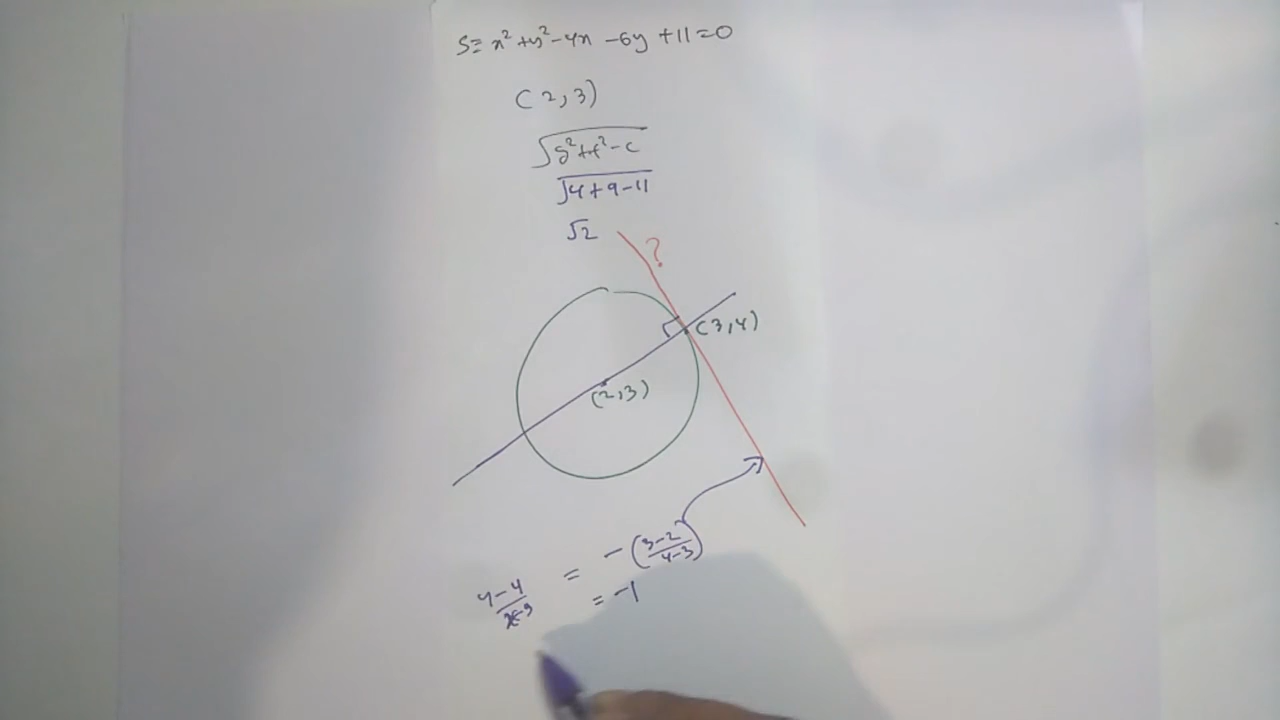 S≡ x² + y² - 4x - 6y + 11 = 0
(2, 3)
√g² + f² - c
√4 + 9 - 11
√2
?
(3, 4)
(2, 3)
y - 4 / x - 3 = - (3 - 2 / 4 - 3)
= -1